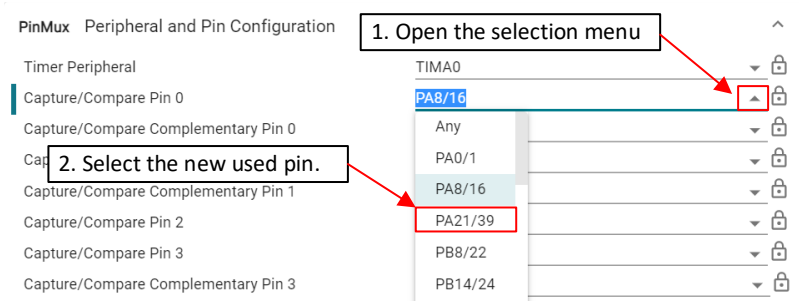 PinMux Peripheral and Pin Configuration
1. Open the selection menu
Timer Peripheral TIMA0
Capture/Compare Pin 0 PA8/16
Capture/Compare Complementary Pin 0 Any
Cap
2. Select the new used pin.
PA0/1
Capture/Compare Complementary Pin 1 PA8/16
Capture/Compare Pin 2 PA21/39
Capture/Compare Pin 3 PB8/22
Capture/Compare Complementary Pin 3 PB14/24